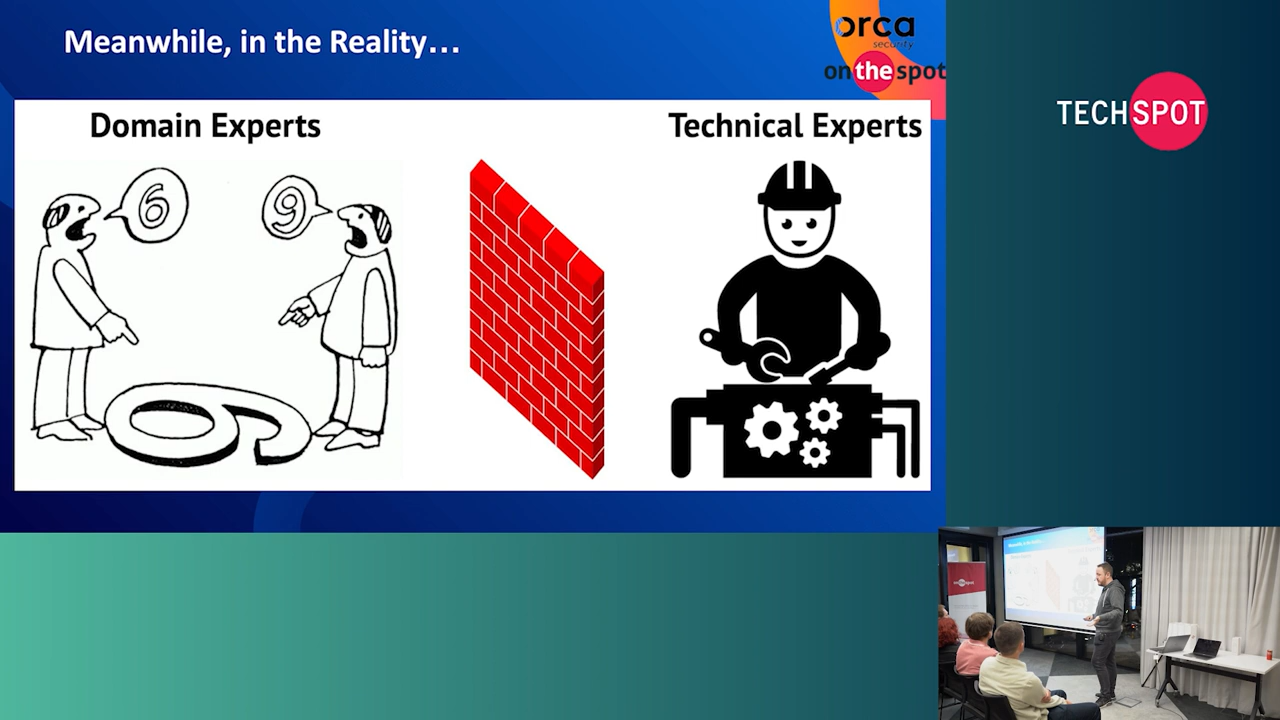 Meanwhile, in the Reality...
orca
security
on the spot
TECHSPOT
Domain Experts
Technical Experts
6
9